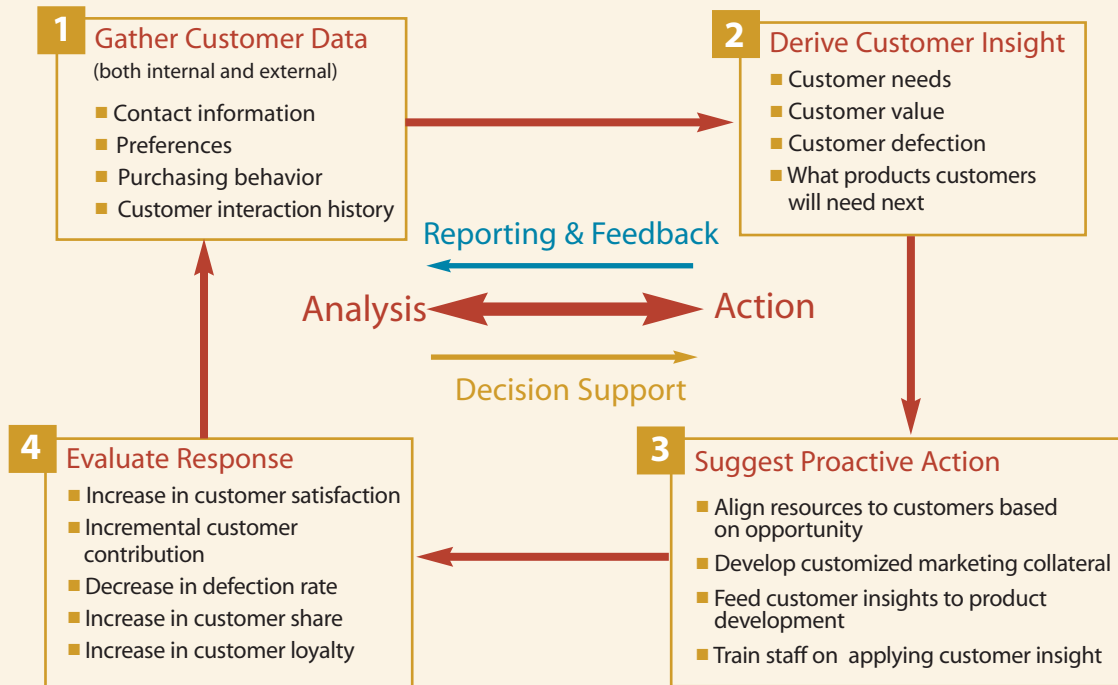 1
Gather Customer Data
(both internal and external)
Contact information
Preferences
Purchasing behavior
Customer interaction history
2
Derive Customer Insight
Customer needs
Customer value
Customer defection
What products customers
will need next
Reporting & Feedback
Analysis
Action
Decision Support
3
Suggest Proactive Action
Align resources to customers based
on opportunity
Develop customized marketing collateral
Feed customer insights to product
development
Train staff on applying customer insight
4
Evaluate Response
Increase in customer satisfaction
Incremental customer
contribution
Decrease in defection rate
Increase in customer share
Increase in customer loyalty